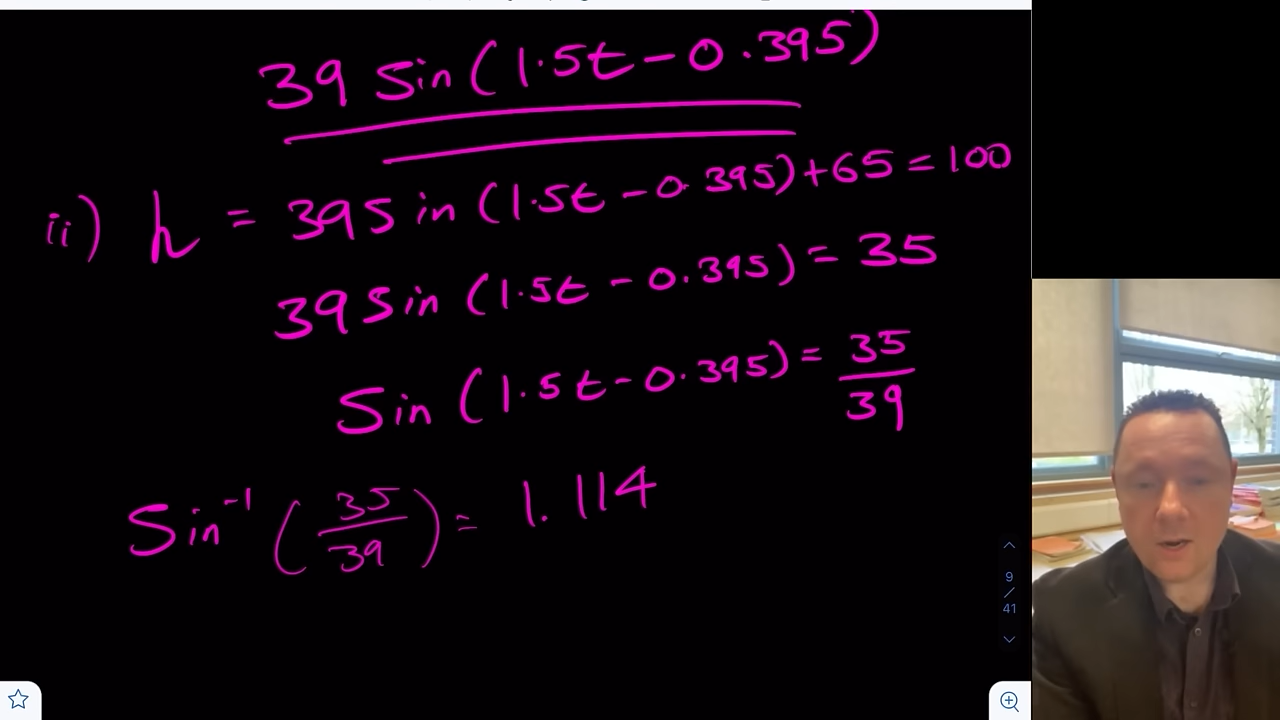 39 Sin(1.5t-0.395)
ii) h = 39Sin(1.5t-0.395)+65=100
39Sin(1.5t-0.395)=35
Sin(1.5t-0.395)=35/39
Sin⁻¹(35/39)=1.114
9
/
41